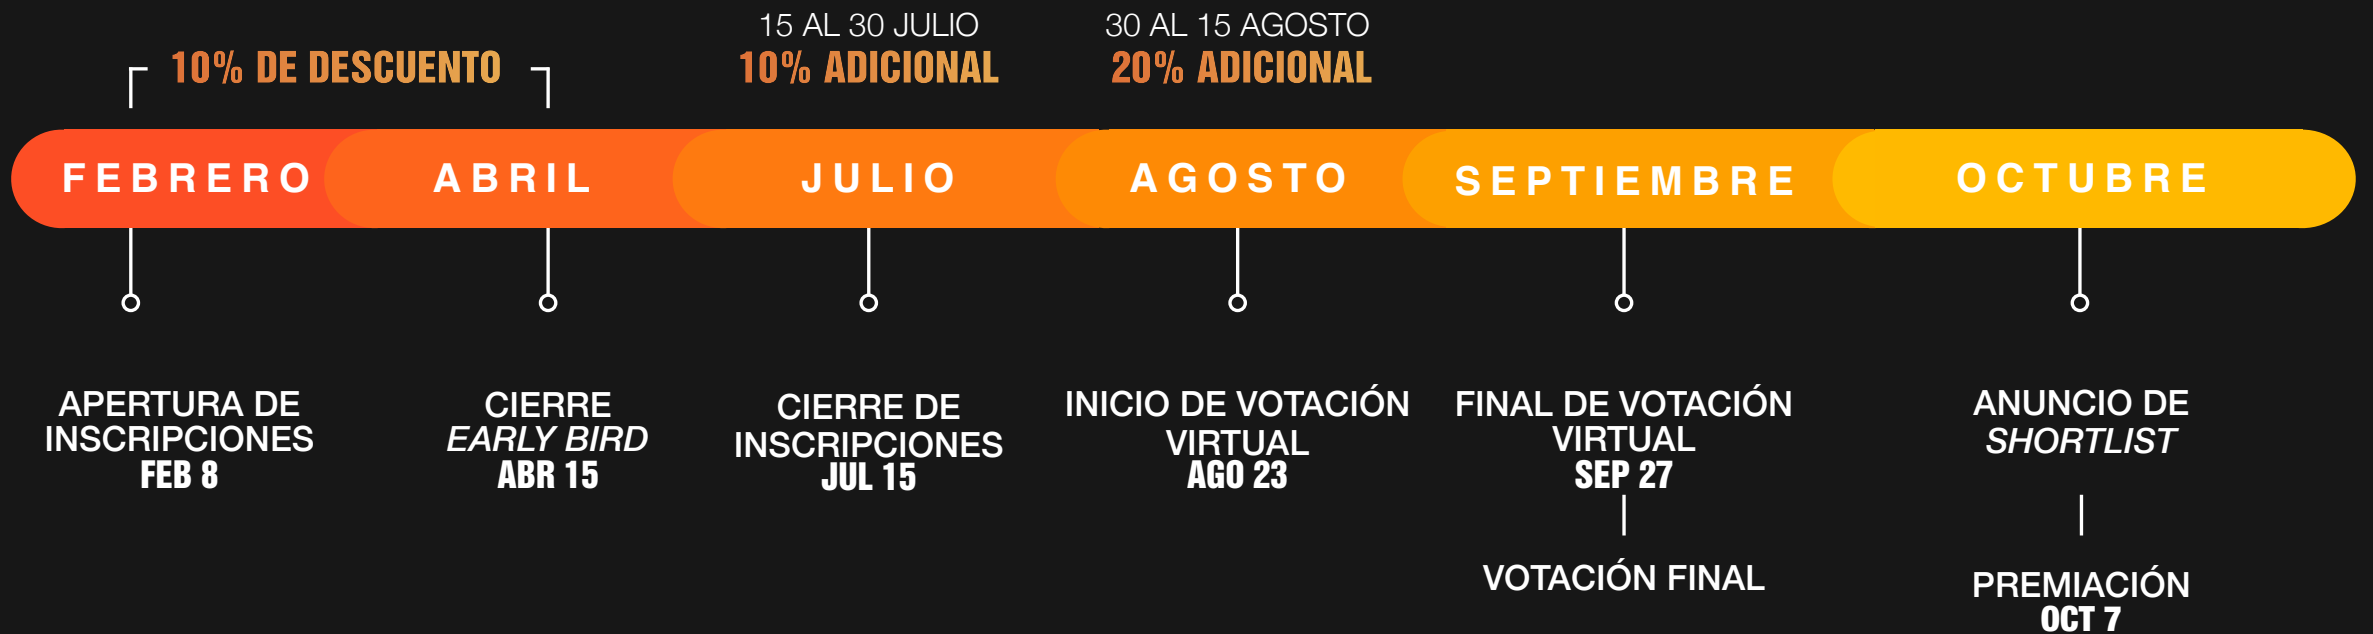 10% DE DESCUENTO
15 AL 30 JULIO
10% ADICIONAL
30 AL 15 AGOSTO
20% ADICIONAL
FEBRERO
ABRIL
JULIO
AGOSTO
SEPTIEMBRE
OCTUBRE
APERTURA DE
INSCRIPCIONES
FEB 8
CIERRE
EARLY BIRD
ABR 15
CIERRE DE
INSCRIPCIONES
JUL 15
INICIO DE VOTACIÓN
VIRTUAL
AGO 23
FINAL DE VOTACIÓN
VIRTUAL
SEP 27
VOTACIÓN FINAL
ANUNCIO DE
SHORTLIST
PREMIACIÓN
OCT 7